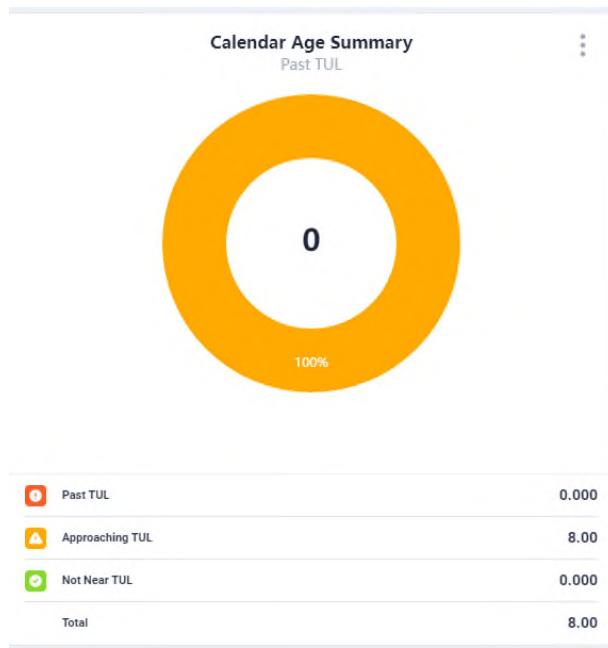 Calendar Age Summary
Past TUL
0
100%
Past TUL 0.000
Approaching TUL 8.00
Not Near TUL 0.000
Total 8.00